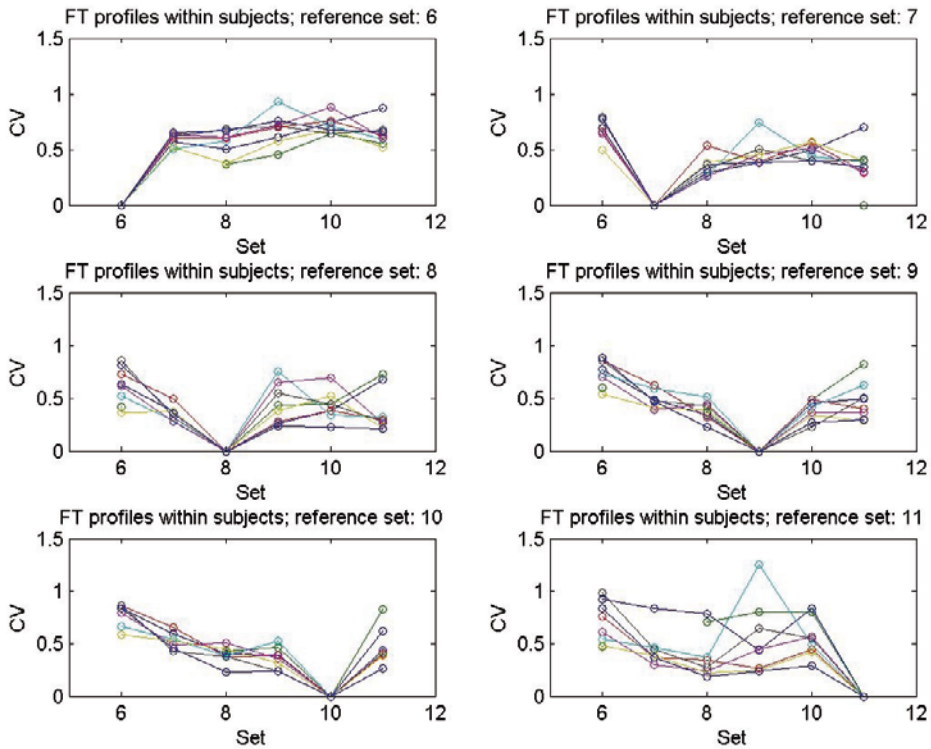 FT profiles within subjects; reference set: 6
1.5
1
0.5
0
CV
6 8 10 12
Set
FT profiles within subjects; reference set: 7
1.5
1
0.5
0
CV
6 8 10 12
Set
FT profiles within subjects; reference set: 8
1.5
1
0.5
0
CV
6 8 10 12
Set
FT profiles within subjects; reference set: 9
1.5
1
0.5
0
CV
6 8 10 12
Set
FT profiles within subjects; reference set: 10
1.5
1
0.5
0
CV
6 8 10 12
Set
FT profiles within subjects; reference set: 11
1.5
1
0.5
0
CV
6 8 10 12
Set